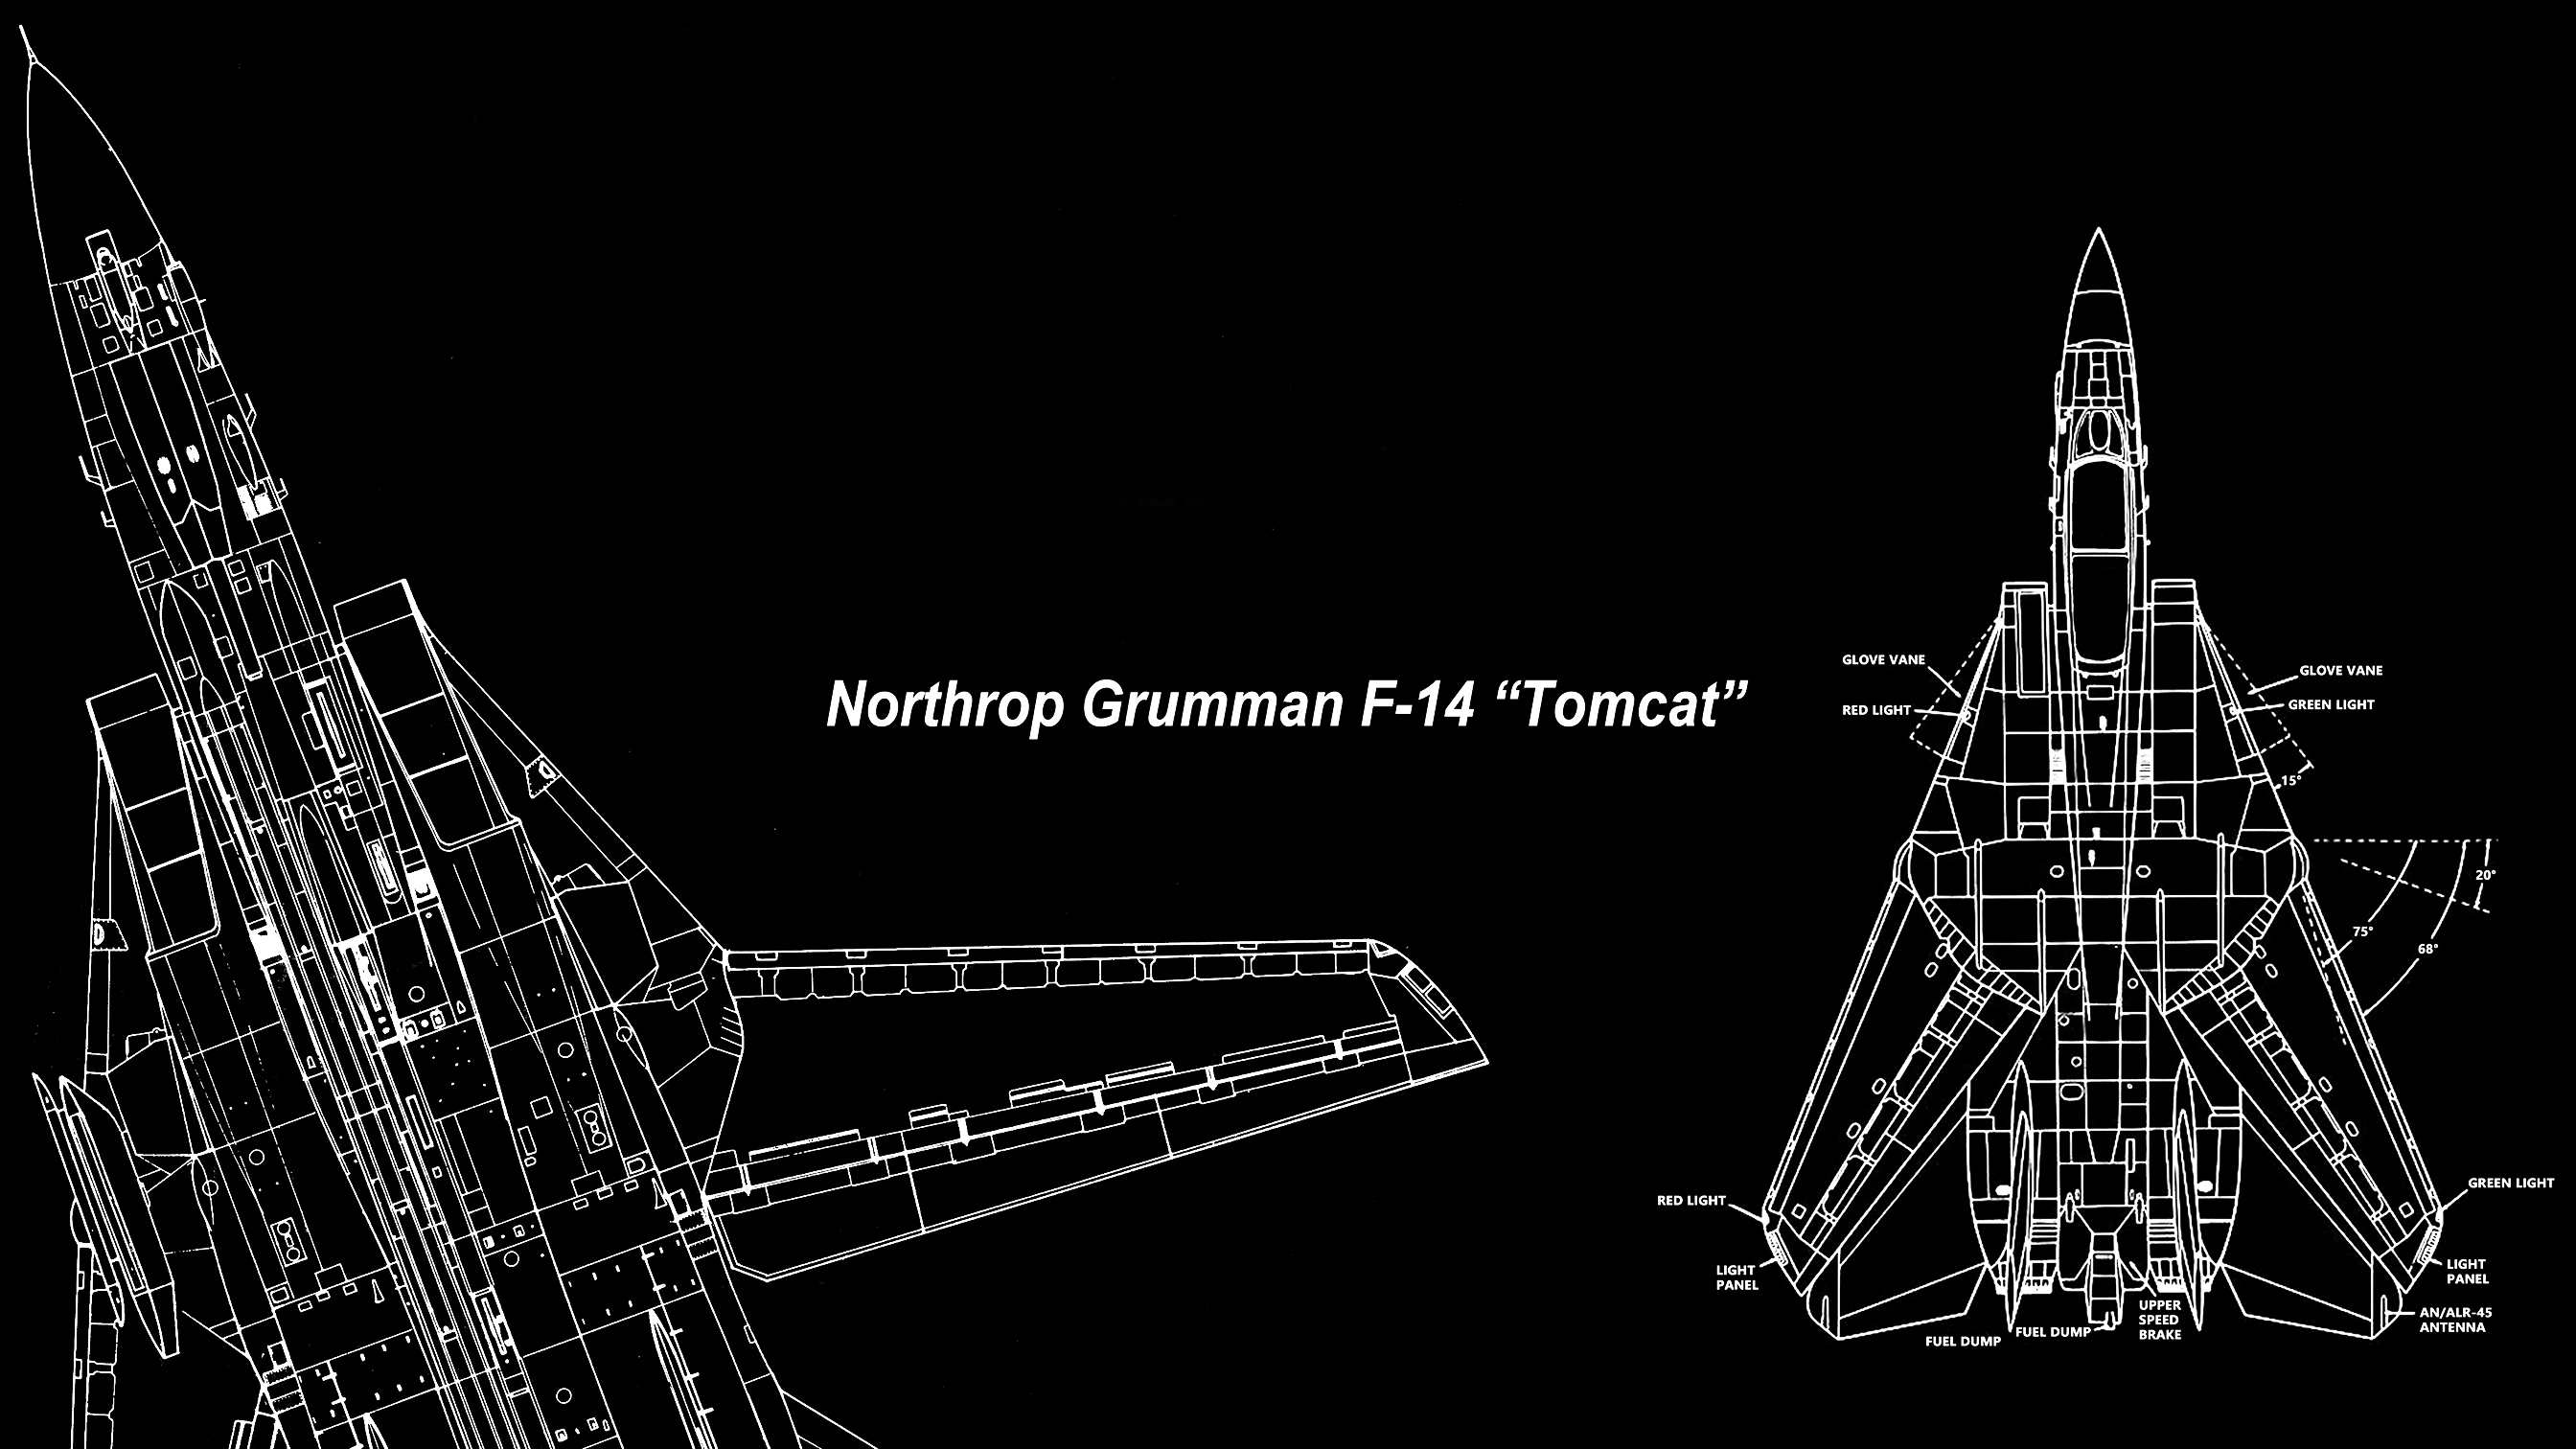 Northrop Grumman F-14 “Tomcat”
GLOVE VANE
RED LIGHT
GLOVE VANE
GREEN LIGHT
15°
20°
75°
68°
RED LIGHT
LIGHT
PANEL
GREEN LIGHT
LIGHT
PANEL
AN/ALR-45
ANTENNA
UPPER
SPEED
BRAKE
FUEL DUMP
FUEL DUMP